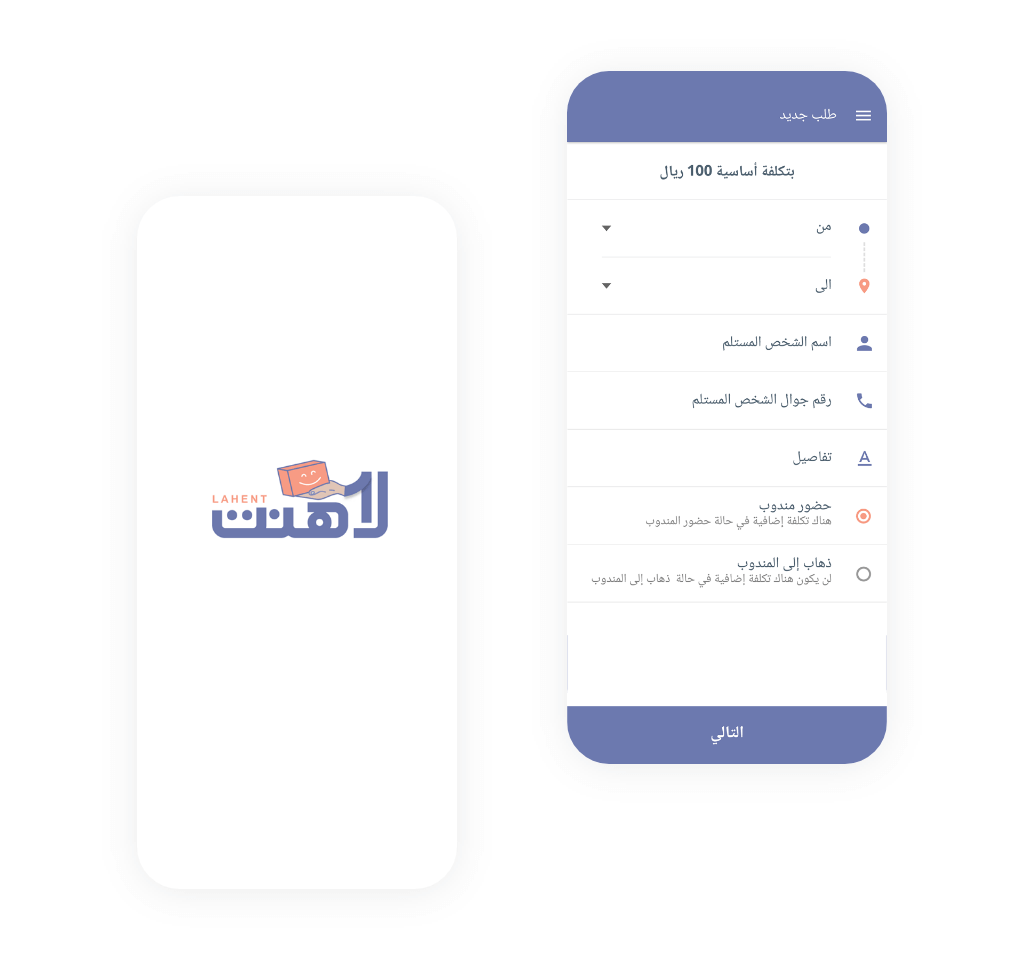 طلب جديد
بتكلفة أساسية 100 ريال
من
الى
اسم الشخص المستلم
رقم جوال الشخص المستلم
تفاصيل
حضور مندوب
هناك تكلفة إضافية في حالة حضور المندوب
ذهاب إلى المندوب
لن يكون هناك تكلفة إضافية في حالة ذهاب إلى المندوب
التالي
LAHENT
لاهنت